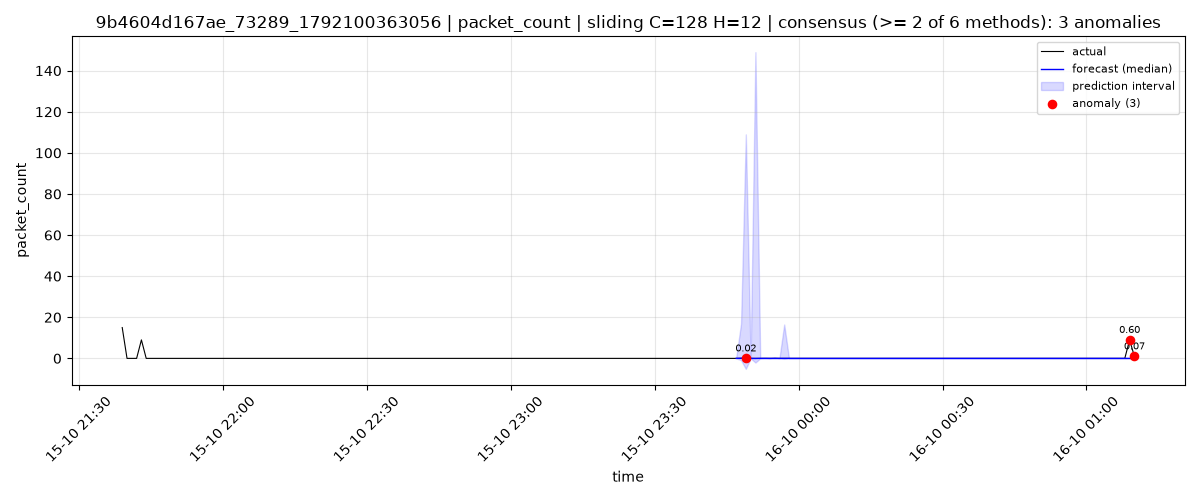 9b4604d167ae_73289_1792100363056 | packet_count | sliding C=128 H=12 | consensus (>= 2 of 6 methods): 3 anomalies
actual
forecast (median)
prediction interval
anomaly (3)
packet_count
140
120
100
80
60
40
20
0
0.02
0.60
0.07
15-10 21:30
15-10 22:00
15-10 22:30
15-10 23:00
15-10 23:30
16-10 00:00
16-10 00:30
16-10 01:00
time